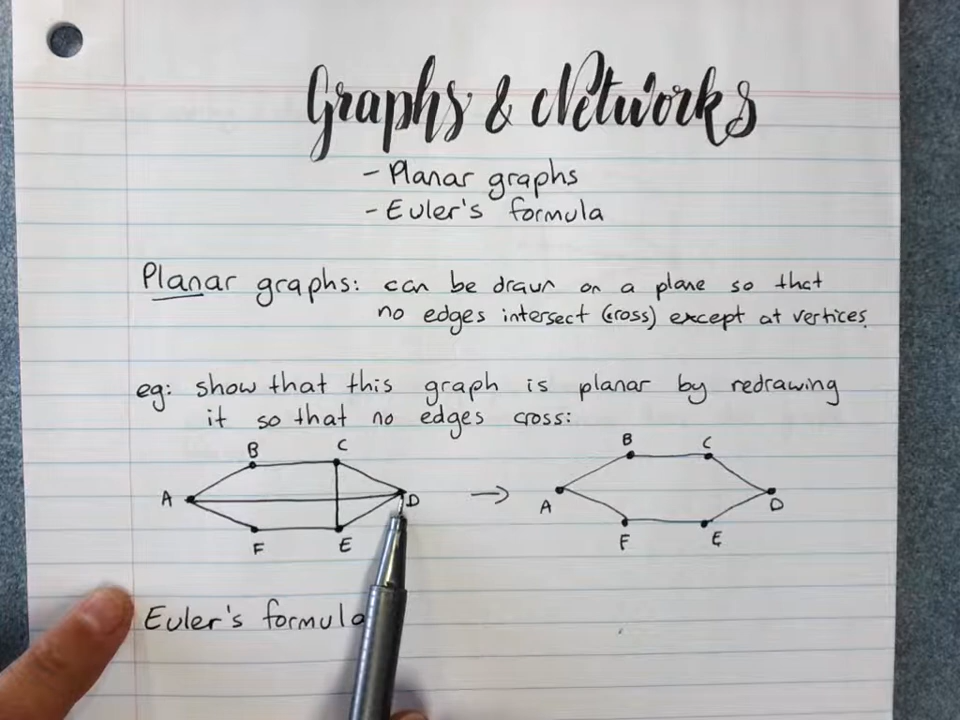 Graphs & Networks
- Planar graphs
- Euler's formula
Planar graphs: can be drawn on a plane so that
no edges intersect (cross) except at vertices.
eg: show that this graph is planar by redrawing
it so that no edges cross:
B C B C
A D → A D
F E F E
Euler's formula